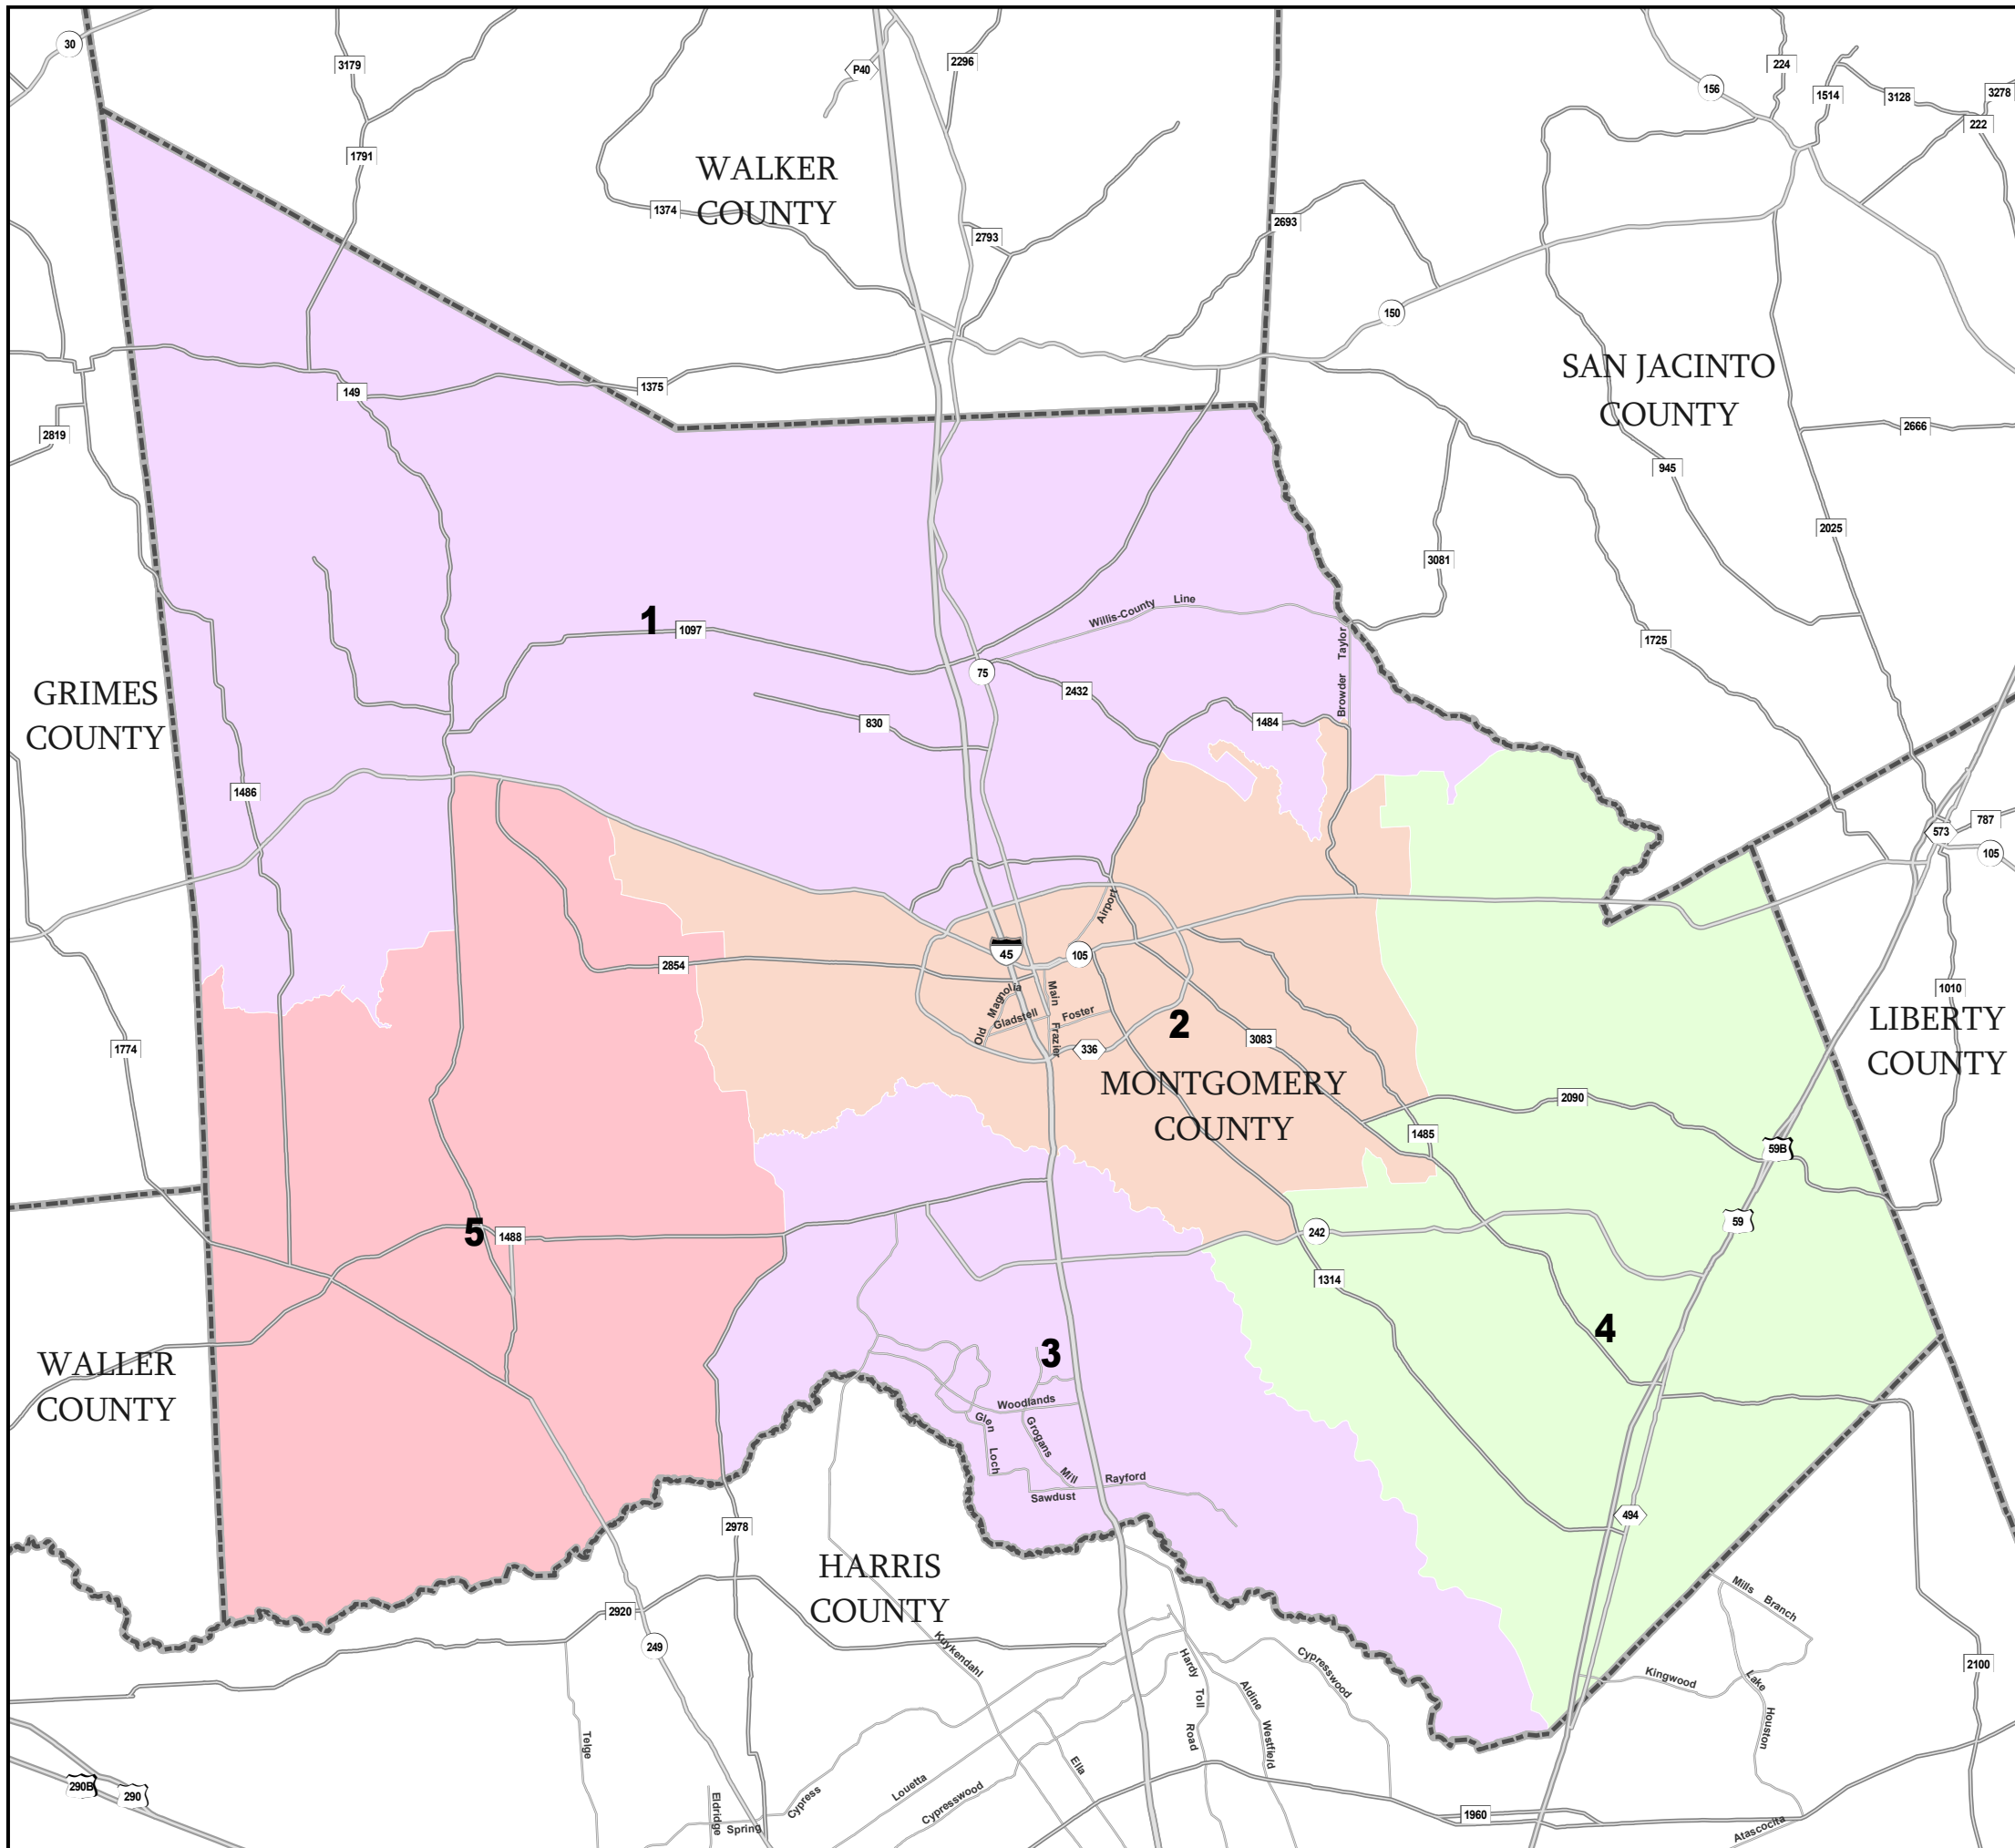 30
3179
P40
2296
224
156
1514
3128
3278
222
1791
WALKER
COUNTY
1374
2793
2693
150
SAN JACINTO
COUNTY
149
1375
2819
2666
945
2025
3081
1
1097
Willis-County Line
Browder Taylor
1725
75
2432
GRIMES
COUNTY
830
1484
1486
573
787
105
Airport
45
105
2854
Old Magnolia
Main
Gladstell
Foster
Frazier
2
336
3083
1010
LIBERTY
COUNTY
1774
MONTGOMERY
COUNTY
2090
1485
59B
59
5
1488
242
1314
4
3
WALLER
COUNTY
Woodlands
Glen Loch
Grogans Mill
Rayford
Sawdust
494
2978
HARRIS
COUNTY
Mills Branch
2920
249
Kuykendahl
Hardy Toll Road
Aldine Westfield
Cypresswood
Kingwood
Lake Houston
2100
Telge
290B
290
Eldridge
Spring
Cypress
Louetta
Cypresswood
Ella
1960
Atascocita